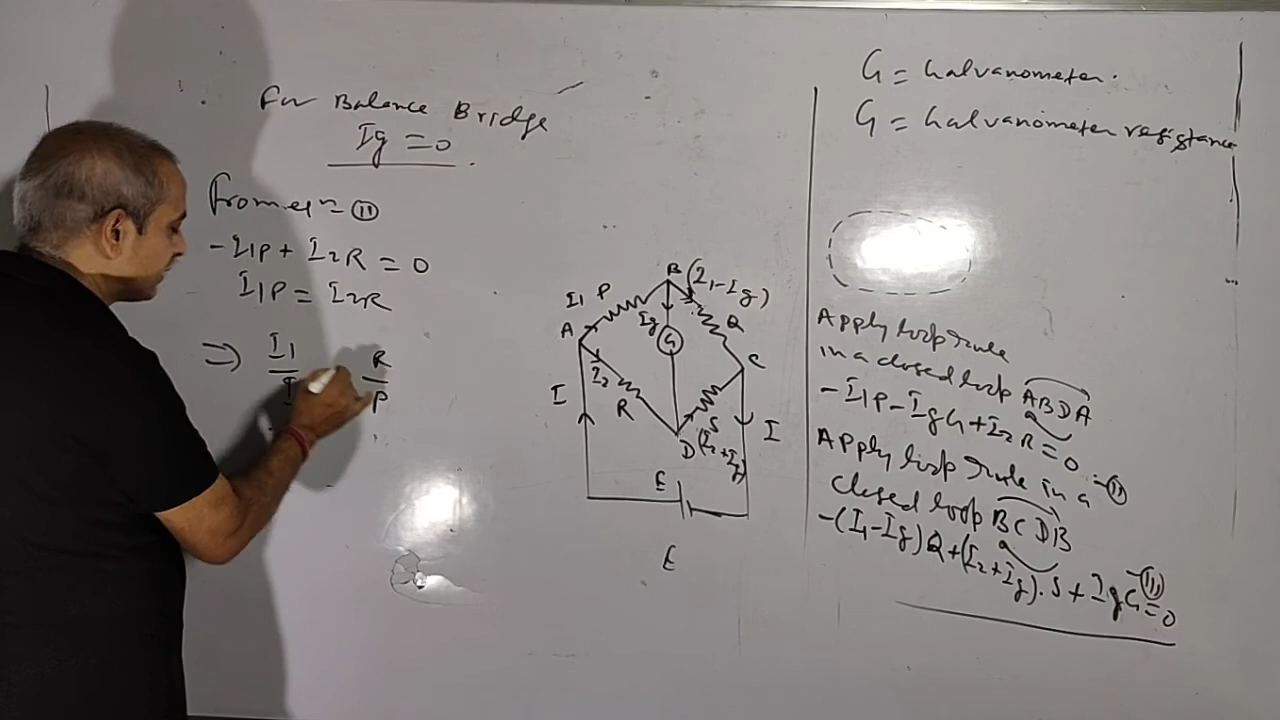 For Balance Bridge
Ig = 0
From eqn = (II)
-I1P + I2R = 0
I1P = I2R
=> I1
I
R
P
B
(I1-Ig)
I1 P
Ig
Q
A
G
C
I2
I
R
S
D
(I2+Ig)
I
E
E
G = Galvanometer.
G = Galvanometer resistance
Apply loop rule
in a closed loop ABDA
-I1P - IgG + I2R = 0 -(II)
Apply loop rule in a
closed loop BCDB
-(I1-Ig)Q + (I2+Ig).S + IgG = 0 -(III)